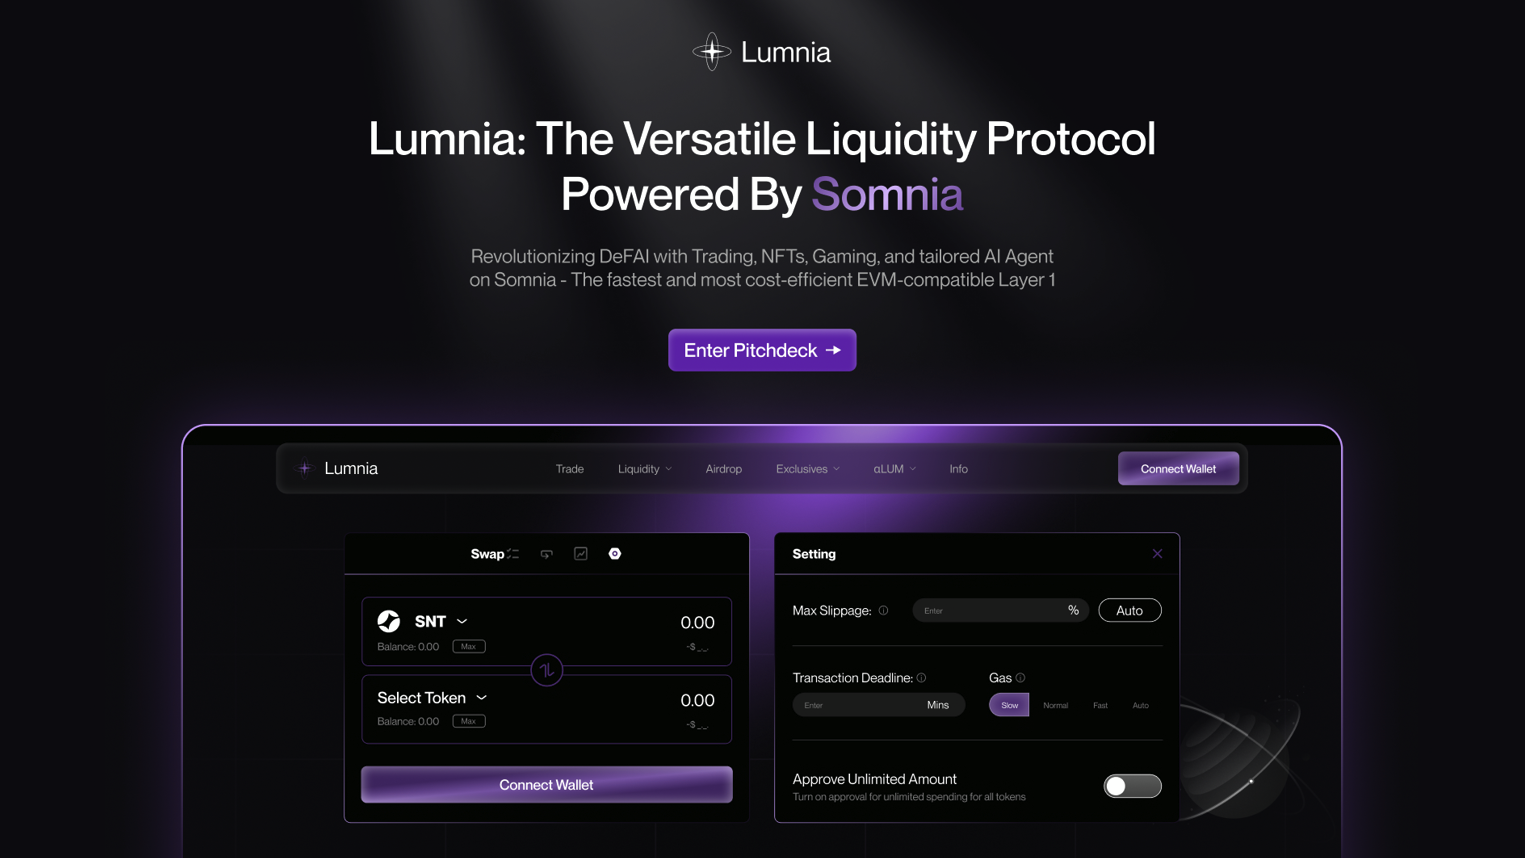 Lumnia
Lumnia: The Versatile Liquidity Protocol
Powered By Somnia
Revolutionizing DeFAI with Trading, NFTs, Gaming, and tailored AI Agent
on Somnia - The fastest and most cost-efficient EVM-compatible Layer 1
Enter Pitchdeck →
Lumnia
Trade
Liquidity
Airdrop
Exclusives
αLUM
Info
Connect Wallet
Swap
SNT
0.00
Balance: 0.00
Max
~$ _._
Select Token
0.00
Balance: 0.00
Max
~$ _._
Connect Wallet
Setting
Max Slippage:
Enter
%
Auto
Transaction Deadline:
Enter
Mins
Gas
Slow
Normal
Fast
Auto
Approve Unlimited Amount
Turn on approval for unlimited spending for all tokens